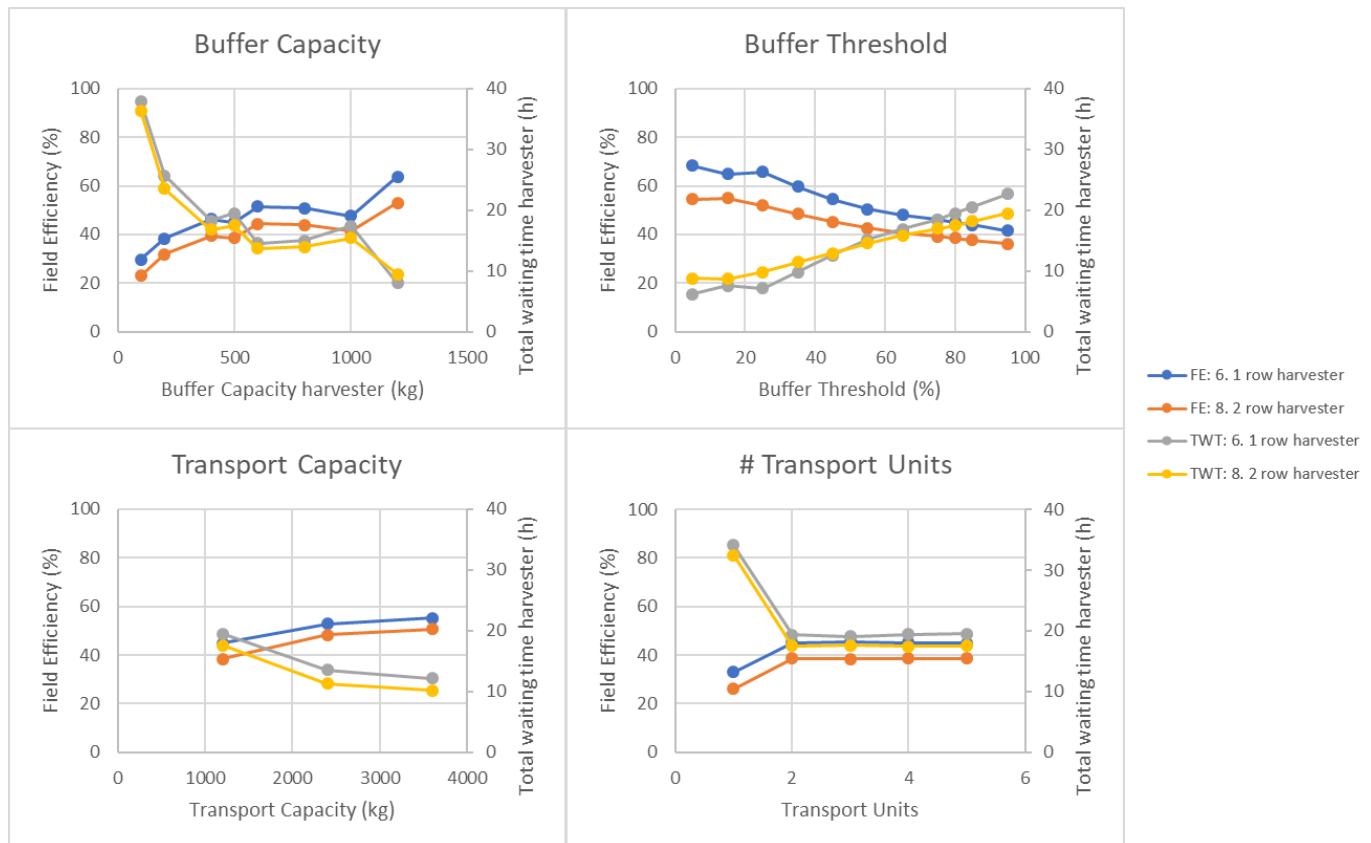 Buffer Capacity
Field Efficiency (%)
100
80
60
40
20
0
40
30
20
10
0
Total waiting time harvester (h)
0 500 1000 1500
Buffer Capacity harvester (kg)
Buffer Threshold
Field Efficiency (%)
100
80
60
40
20
0
40
30
20
10
0
Total waiting time harvester (h)
0 20 40 60 80 100
Buffer Threshold (%)
Transport Capacity
Field Efficiency (%)
100
80
60
40
20
0
40
30
20
10
0
Total waiting time harvester (h)
0 1000 2000 3000 4000
Transport Capacity (kg)
# Transport Units
Field Efficiency (%)
100
80
60
40
20
0
40
30
20
10
0
Total waiting time harvester (h)
0 2 4 6
Transport Units
FE: 6. 1 row harvester
FE: 8. 2 row harvester
TWT: 6. 1 row harvester
TWT: 8. 2 row harvester